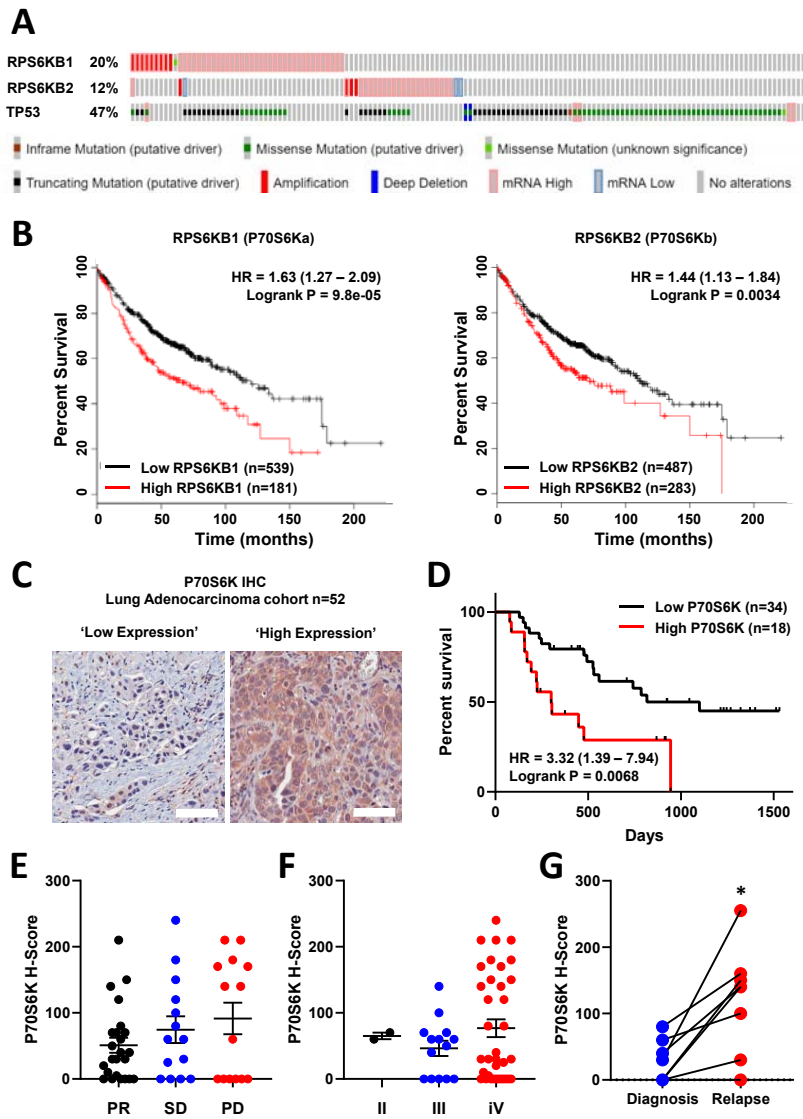 A
RPS6KB1 20%
RPS6KB2 12%
TP53 47%
Inframe Mutation (putative driver) Missense Mutation (putative driver) Missense Mutation (unknown significance)
Truncating Mutation (putative driver) Amplification Deep Deletion mRNA High mRNA Low No alterations
B
RPS6KB1 (P70S6Ka)
HR = 1.63 (1.27 – 2.09)
Logrank P = 9.8e-05
Percent Survival
100
80
60
40
20
0
Low RPS6KB1 (n=539)
High RPS6KB1 (n=181)
0 50 100 150 200
Time (months)
RPS6KB2 (P70S6Kb)
HR = 1.44 (1.13 – 1.84)
Logrank P = 0.0034
Percent Survival
100
80
60
40
20
0
Low RPS6KB2 (n=487)
High RPS6KB2 (n=283)
0 50 100 150 200
Time (months)
C
P70S6K IHC
Lung Adenocarcinoma cohort n=52
‘Low Expression’ ‘High Expression’
D
Low P70S6K (n=34)
High P70S6K (n=18)
Percent survival
100
50
0
HR = 3.32 (1.39 – 7.94)
Logrank P = 0.0068
0 500 1000 1500
Days
E
P70S6K H-Score
300
200
100
0
PR SD PD
F
P70S6K H-Score
300
200
100
0
II III iV
G
P70S6K H-Score
300
200
100
0
*
Diagnosis Relapse